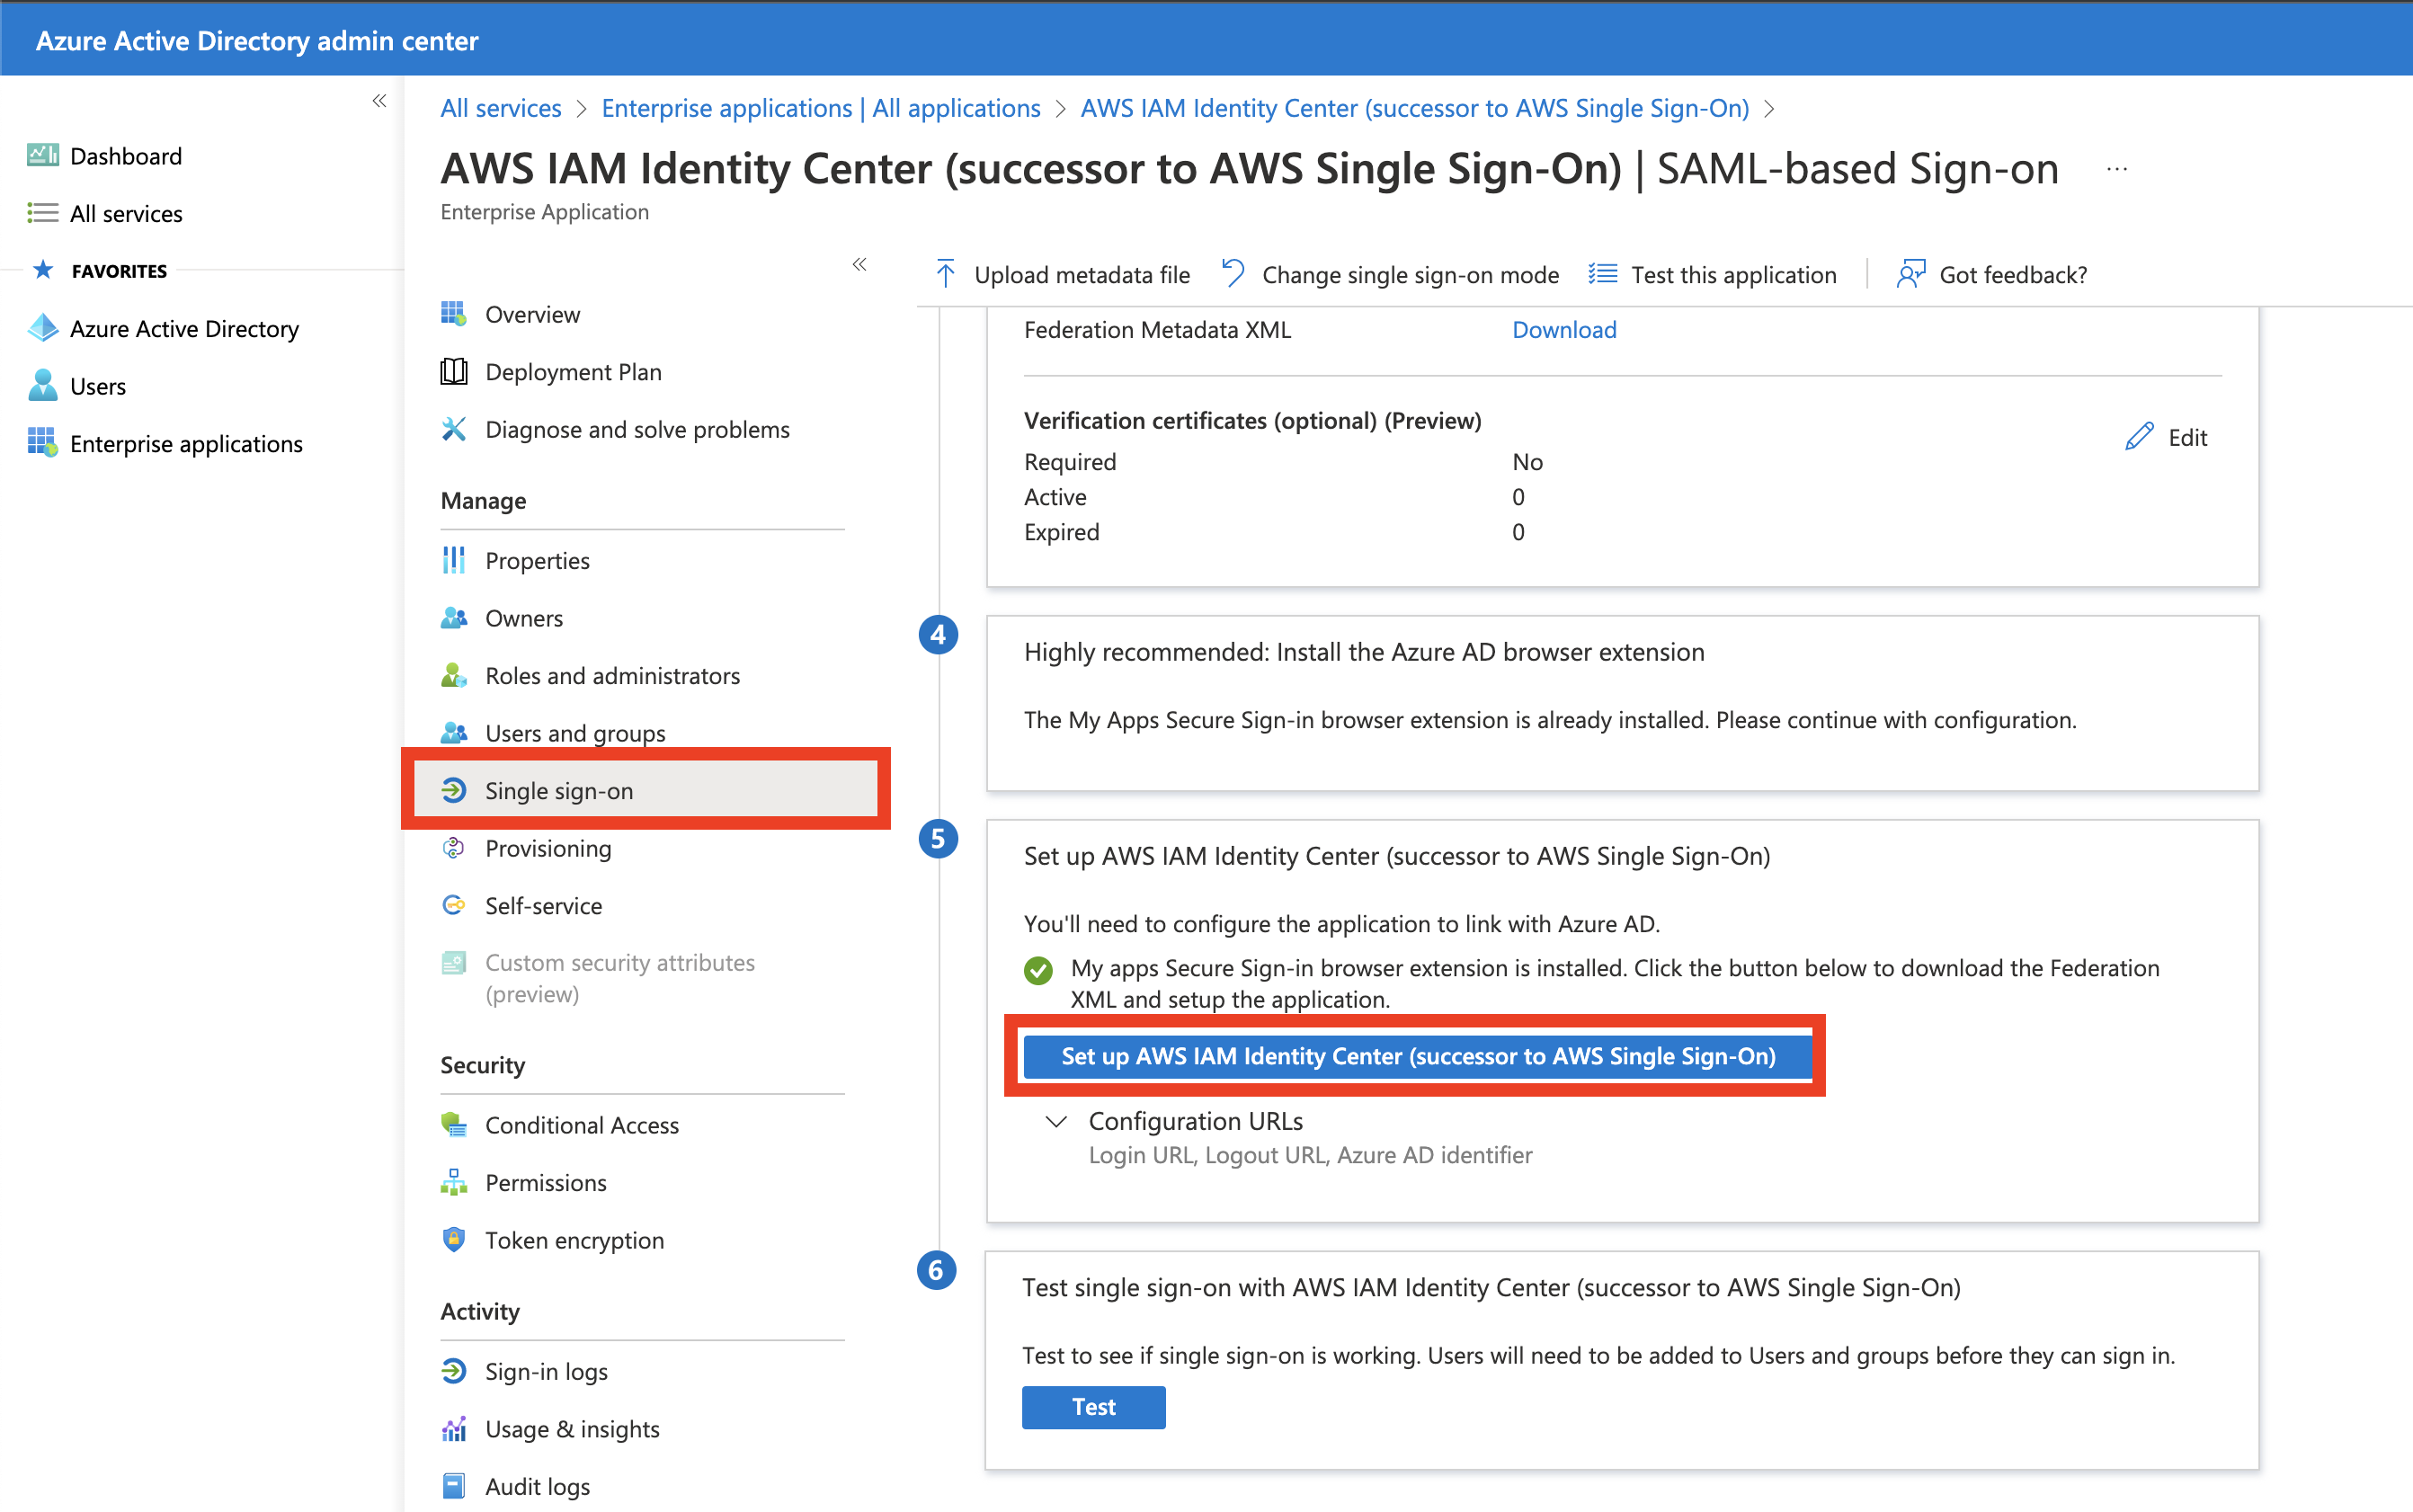 Azure Active Directory admin center
Dashboard
All services
FAVORITES
Azure Active Directory
Users
Enterprise applications
All services > Enterprise applications | All applications > AWS IAM Identity Center (successor to AWS Single Sign-On) >
AWS IAM Identity Center (successor to AWS Single Sign-On) | SAML-based Sign-on ...
Enterprise Application
Overview
Deployment Plan
Diagnose and solve problems
Manage
Properties
Owners
Roles and administrators
Users and groups
Single sign-on
Provisioning
Self-service
Custom security attributes
(preview)
Security
Conditional Access
Permissions
Token encryption
Activity
Sign-in logs
Usage & insights
Audit logs
Upload metadata file Change single sign-on mode Test this application Got feedback?
Federation Metadata XML Download
Verification certificates (optional) (Preview)
Edit
Required No
Active 0
Expired 0
4
Highly recommended: Install the Azure AD browser extension
The My Apps Secure Sign-in browser extension is already installed. Please continue with configuration.
5
Set up AWS IAM Identity Center (successor to AWS Single Sign-On)
You'll need to configure the application to link with Azure AD.
My apps Secure Sign-in browser extension is installed. Click the button below to download the Federation
XML and setup the application.
Set up AWS IAM Identity Center (successor to AWS Single Sign-On)
Configuration URLs
Login URL, Logout URL, Azure AD identifier
6
Test single sign-on with AWS IAM Identity Center (successor to AWS Single Sign-On)
Test to see if single sign-on is working. Users will need to be added to Users and groups before they can sign in.
Test